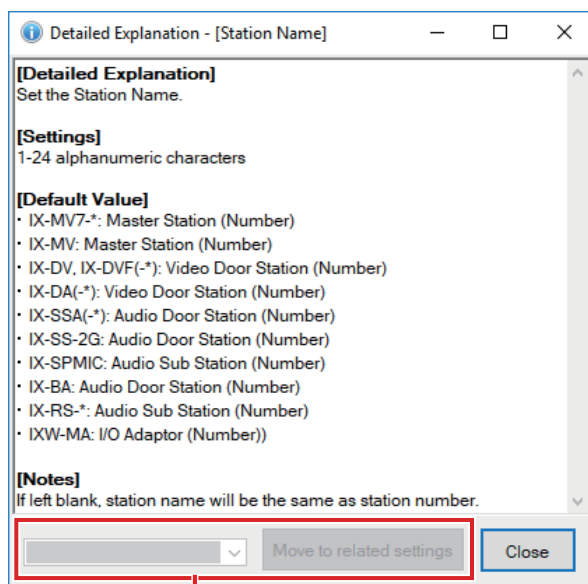 Detailed Explanation - [Station Name]
[Detailed Explanation]
Set the Station Name.
[Settings]
1-24 alphanumeric characters
[Default Value]
・ IX-MV7-*: Master Station (Number)
・ IX-MV: Master Station (Number)
・ IX-DV, IX-DVF(-*): Video Door Station (Number)
・ IX-DA(-*): Video Door Station (Number)
・ IX-SSA(-*): Audio Door Station (Number)
・ IX-SS-2G: Audio Door Station (Number)
・ IX-SPMIC: Audio Sub Station (Number)
・ IX-BA: Audio Door Station (Number)
・ IX-RS-*: Audio Sub Station (Number)
・ IXW-MA: I/O Adaptor (Number))
[Notes]
If left blank, station name will be the same as station number.
Move to related settings
Close